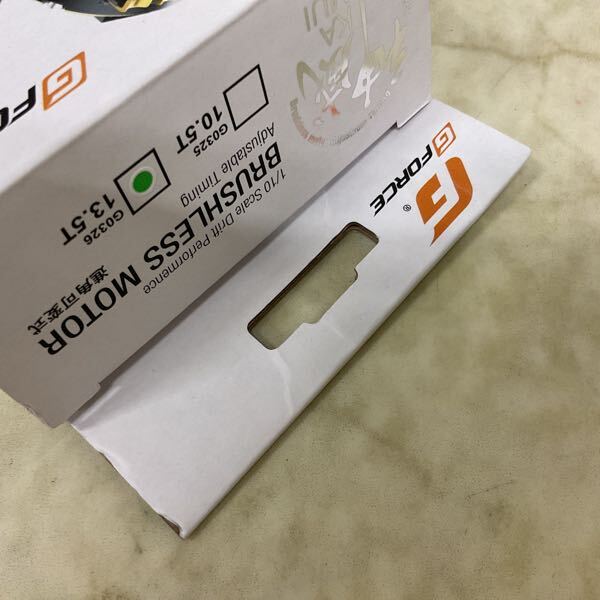 G FORCE
G FORCE®
1/10 Scale Drift Performence
BRUSHLESS MOTOR
Adjustable Timing
進角可変式
10.5T
G0325
13.5T
G0326